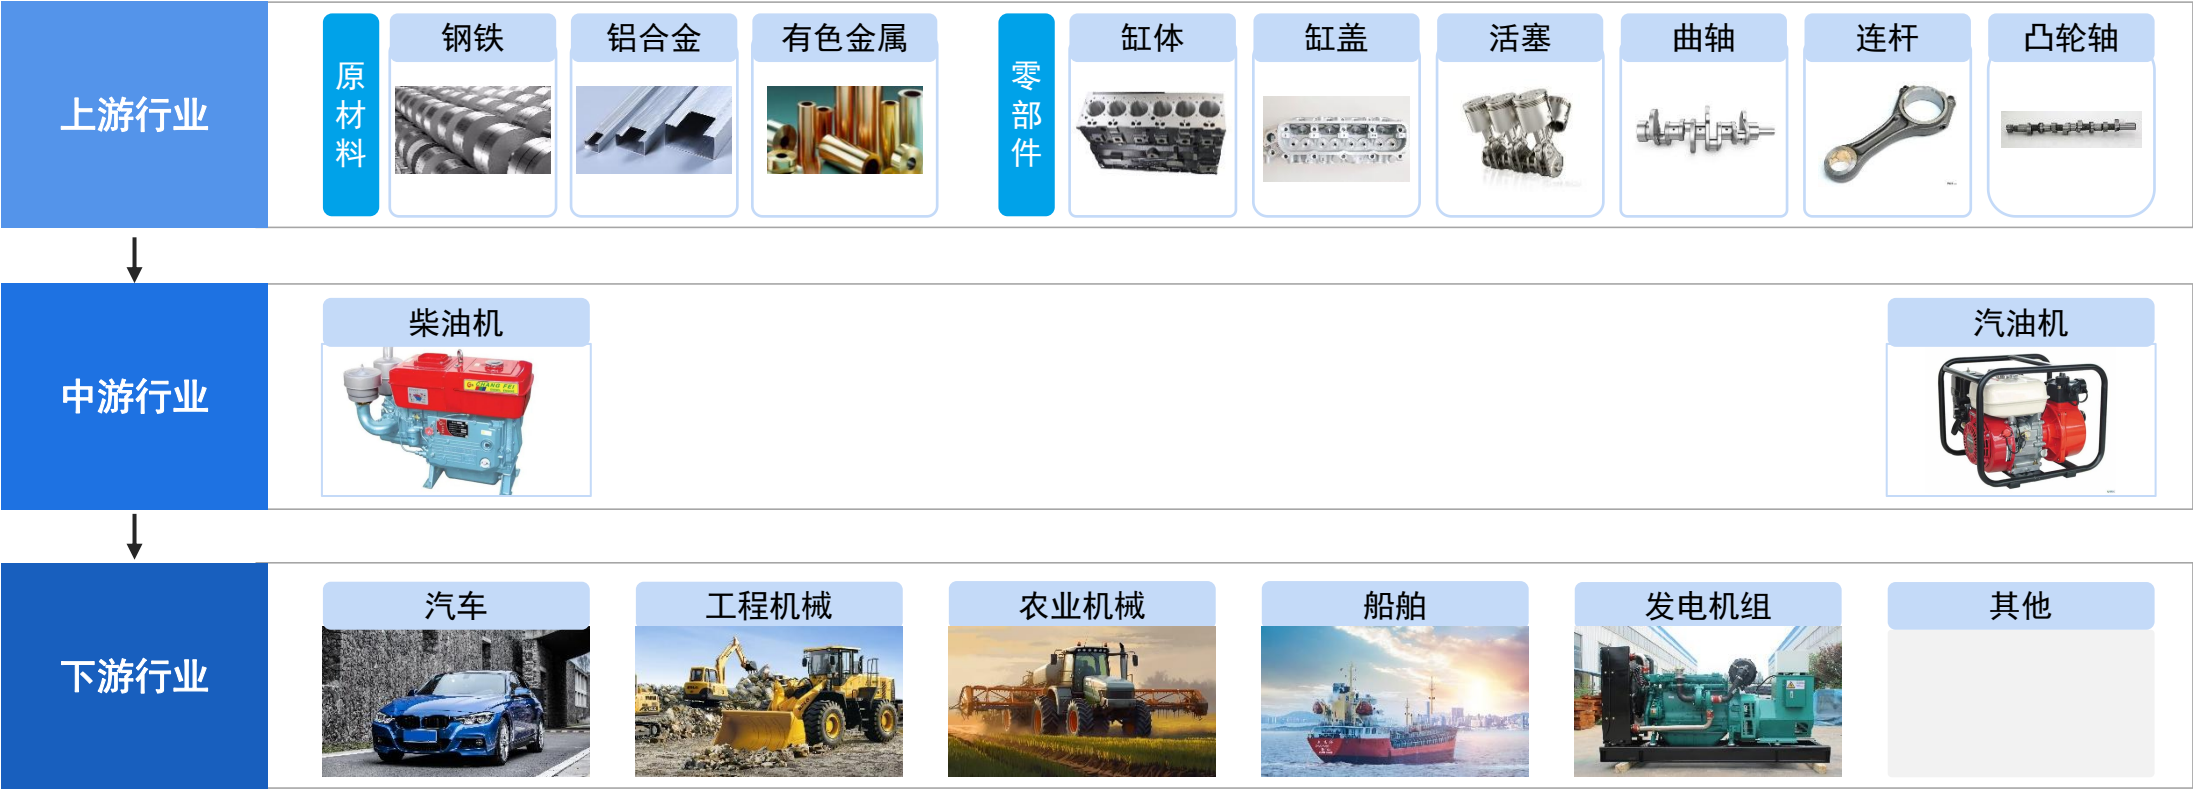 上游行业
原材料
钢铁
铝合金
有色金属
零部件
缸体
缸盖
活塞
曲轴
连杆
凸轮轴
中游行业
柴油机
汽油机
下游行业
汽车
工程机械
农业机械
船舶
发电机组
其他